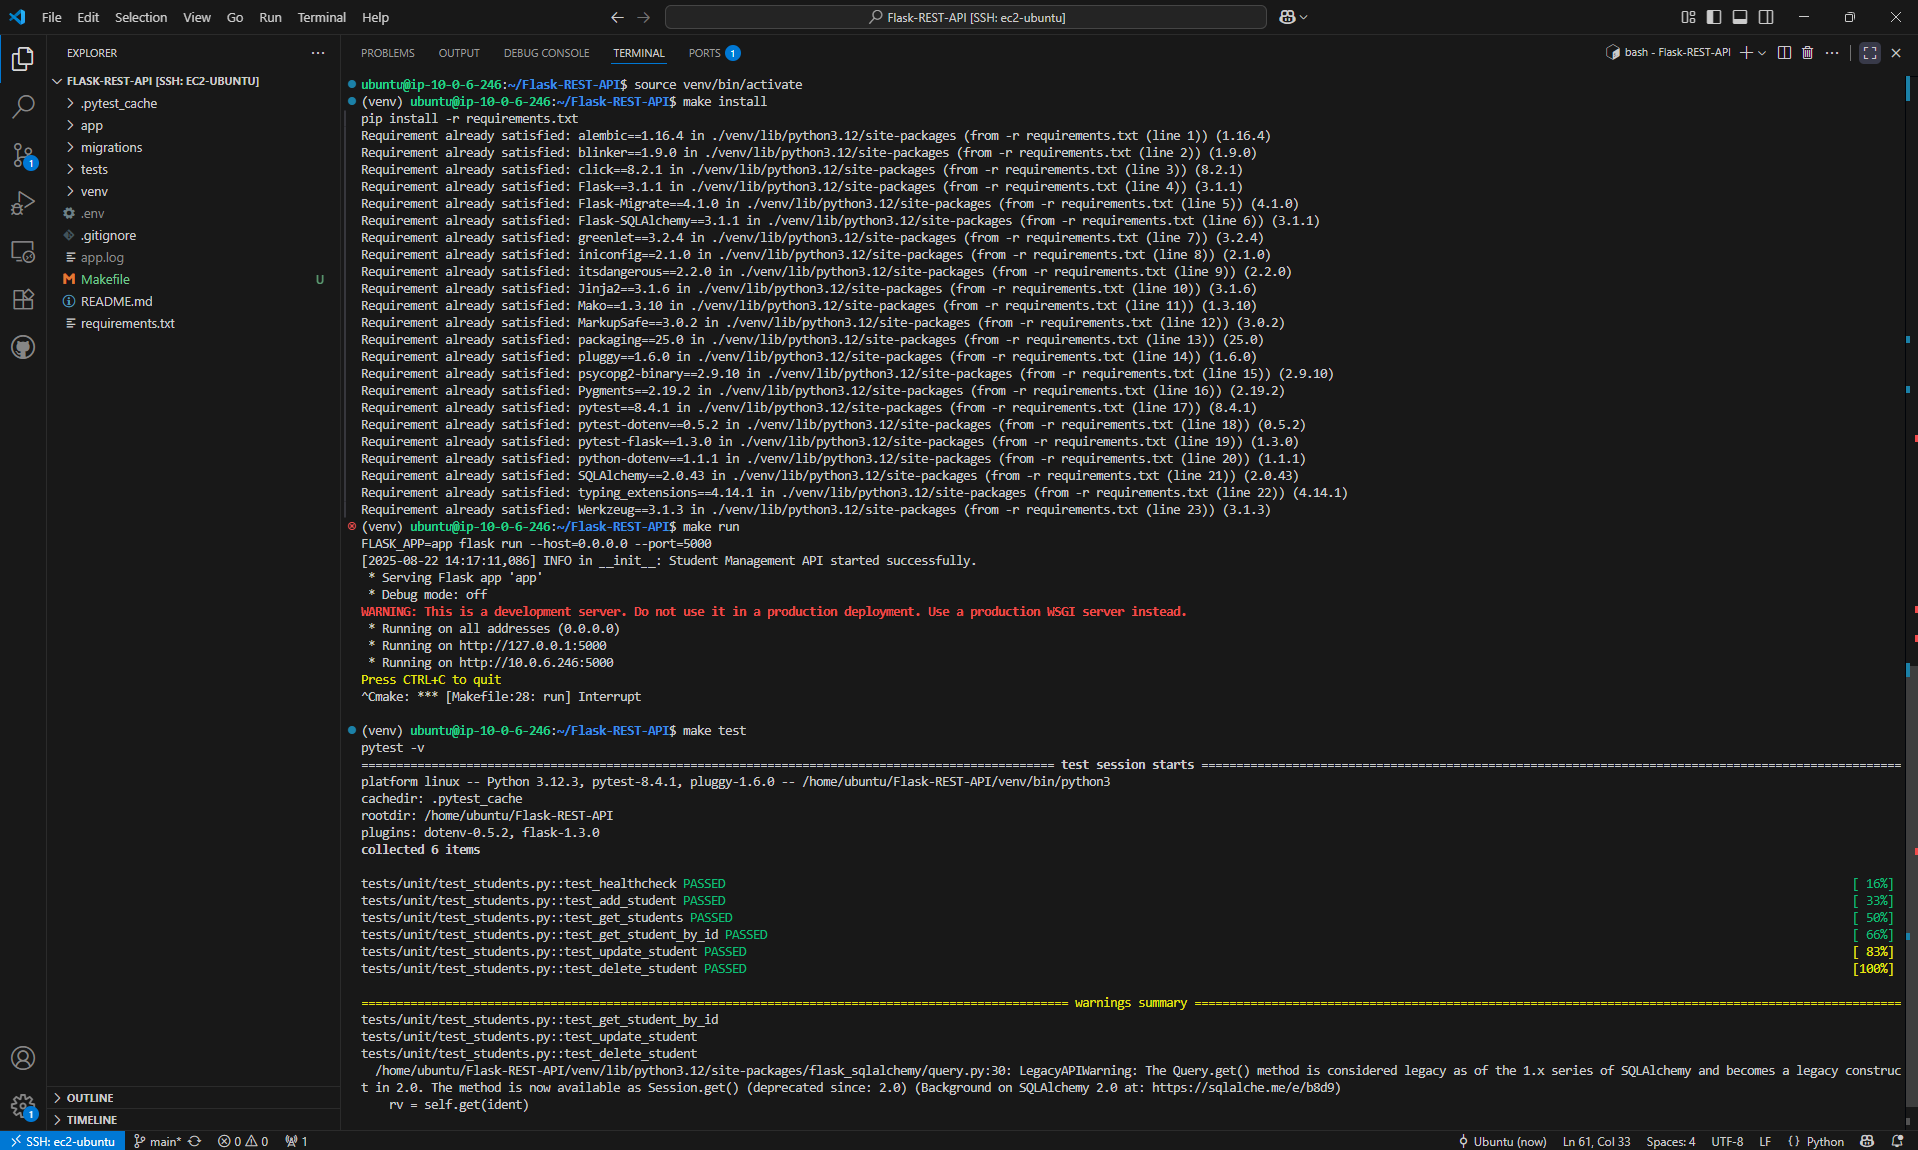 File Edit Selection View Go Run Terminal Help
Flask-REST-API [SSH: ec2-ubuntu]
EXPLORER
PROBLEMS OUTPUT DEBUG CONSOLE TERMINAL PORTS 1
bash - Flask-REST-API
FLASK-REST-API [SSH: EC2-UBUNTU]
.pytest_cache
app
migrations
tests
venv
.env
.gitignore
app.log
Makefile U
README.md
requirements.txt
OUTLINE
TIMELINE
1
1
ubuntu@ip-10-0-6-246:~/Flask-REST-API$ source venv/bin/activate
(venv) ubuntu@ip-10-0-6-246:~/Flask-REST-API$ make install
pip install -r requirements.txt
Requirement already satisfied: alembic==1.16.4 in ./venv/lib/python3.12/site-packages (from -r requirements.txt (line 1)) (1.16.4)
Requirement already satisfied: blinker==1.9.0 in ./venv/lib/python3.12/site-packages (from -r requirements.txt (line 2)) (1.9.0)
Requirement already satisfied: click==8.2.1 in ./venv/lib/python3.12/site-packages (from -r requirements.txt (line 3)) (8.2.1)
Requirement already satisfied: Flask==3.1.1 in ./venv/lib/python3.12/site-packages (from -r requirements.txt (line 4)) (3.1.1)
Requirement already satisfied: Flask-Migrate==4.1.0 in ./venv/lib/python3.12/site-packages (from -r requirements.txt (line 5)) (4.1.0)
Requirement already satisfied: Flask-SQLAlchemy==3.1.1 in ./venv/lib/python3.12/site-packages (from -r requirements.txt (line 6)) (3.1.1)
Requirement already satisfied: greenlet==3.2.4 in ./venv/lib/python3.12/site-packages (from -r requirements.txt (line 7)) (3.2.4)
Requirement already satisfied: iniconfig==2.1.0 in ./venv/lib/python3.12/site-packages (from -r requirements.txt (line 8)) (2.1.0)
Requirement already satisfied: itsdangerous==2.2.0 in ./venv/lib/python3.12/site-packages (from -r requirements.txt (line 9)) (2.2.0)
Requirement already satisfied: Jinja2==3.1.6 in ./venv/lib/python3.12/site-packages (from -r requirements.txt (line 10)) (3.1.6)
Requirement already satisfied: Mako==1.3.10 in ./venv/lib/python3.12/site-packages (from -r requirements.txt (line 11)) (1.3.10)
Requirement already satisfied: MarkupSafe==3.0.2 in ./venv/lib/python3.12/site-packages (from -r requirements.txt (line 12)) (3.0.2)
Requirement already satisfied: packaging==25.0 in ./venv/lib/python3.12/site-packages (from -r requirements.txt (line 13)) (25.0)
Requirement already satisfied: pluggy==1.6.0 in ./venv/lib/python3.12/site-packages (from -r requirements.txt (line 14)) (1.6.0)
Requirement already satisfied: psycopg2-binary==2.9.10 in ./venv/lib/python3.12/site-packages (from -r requirements.txt (line 15)) (2.9.10)
Requirement already satisfied: Pygments==2.19.2 in ./venv/lib/python3.12/site-packages (from -r requirements.txt (line 16)) (2.19.2)
Requirement already satisfied: pytest==8.4.1 in ./venv/lib/python3.12/site-packages (from -r requirements.txt (line 17)) (8.4.1)
Requirement already satisfied: pytest-dotenv==0.5.2 in ./venv/lib/python3.12/site-packages (from -r requirements.txt (line 18)) (0.5.2)
Requirement already satisfied: pytest-flask==1.3.0 in ./venv/lib/python3.12/site-packages (from -r requirements.txt (line 19)) (1.3.0)
Requirement already satisfied: python-dotenv==1.1.1 in ./venv/lib/python3.12/site-packages (from -r requirements.txt (line 20)) (1.1.1)
Requirement already satisfied: SQLAlchemy==2.0.43 in ./venv/lib/python3.12/site-packages (from -r requirements.txt (line 21)) (2.0.43)
Requirement already satisfied: typing_extensions==4.14.1 in ./venv/lib/python3.12/site-packages (from -r requirements.txt (line 22)) (4.14.1)
Requirement already satisfied: Werkzeug==3.1.3 in ./venv/lib/python3.12/site-packages (from -r requirements.txt (line 23)) (3.1.3)
(venv) ubuntu@ip-10-0-6-246:~/Flask-REST-API$ make run
FLASK_APP=app flask run --host=0.0.0.0 --port=5000
[2025-08-22 14:17:11,086] INFO in __init__: Student Management API started successfully.
* Serving Flask app 'app'
* Debug mode: off
WARNING: This is a development server. Do not use it in a production deployment. Use a production WSGI server instead.
* Running on all addresses (0.0.0.0)
* Running on http://127.0.0.1:5000
* Running on http://10.0.6.246:5000
Press CTRL+C to quit
^Cmake: *** [Makefile:28: run] Interrupt
(venv) ubuntu@ip-10-0-6-246:~/Flask-REST-API$ make test
pytest -v
=================================================================================================== test session starts ====================================================================================================
platform linux -- Python 3.12.3, pytest-8.4.1, pluggy-1.6.0 -- /home/ubuntu/Flask-REST-API/venv/bin/python3
cachedir: .pytest_cache
rootdir: /home/ubuntu/Flask-REST-API
plugins: dotenv-0.5.2, flask-1.3.0
collected 6 items
tests/unit/test_students.py::test_healthcheck PASSED [ 16%]
tests/unit/test_students.py::test_add_student PASSED [ 33%]
tests/unit/test_students.py::test_get_students PASSED [ 50%]
tests/unit/test_students.py::test_get_student_by_id PASSED [ 66%]
tests/unit/test_students.py::test_update_student PASSED [ 83%]
tests/unit/test_students.py::test_delete_student PASSED [100%]
===================================================================================================== warnings summary =====================================================================================================
tests/unit/test_students.py::test_get_student_by_id
tests/unit/test_students.py::test_update_student
tests/unit/test_students.py::test_delete_student
/home/ubuntu/Flask-REST-API/venv/lib/python3.12/site-packages/flask_sqlalchemy/query.py:30: LegacyAPIWarning: The Query.get() method is considered legacy as of the 1.x series of SQLAlchemy and becomes a legacy construc
t in 2.0. The method is now available as Session.get() (deprecated since: 2.0) (Background on SQLAlchemy 2.0 at: https://sqlalche.me/e/b8d9)
rv = self.get(ident)
SSH: ec2-ubuntu main* 0 0 1 Ubuntu (now) Ln 61, Col 33 Spaces: 4 UTF-8 LF {} Python